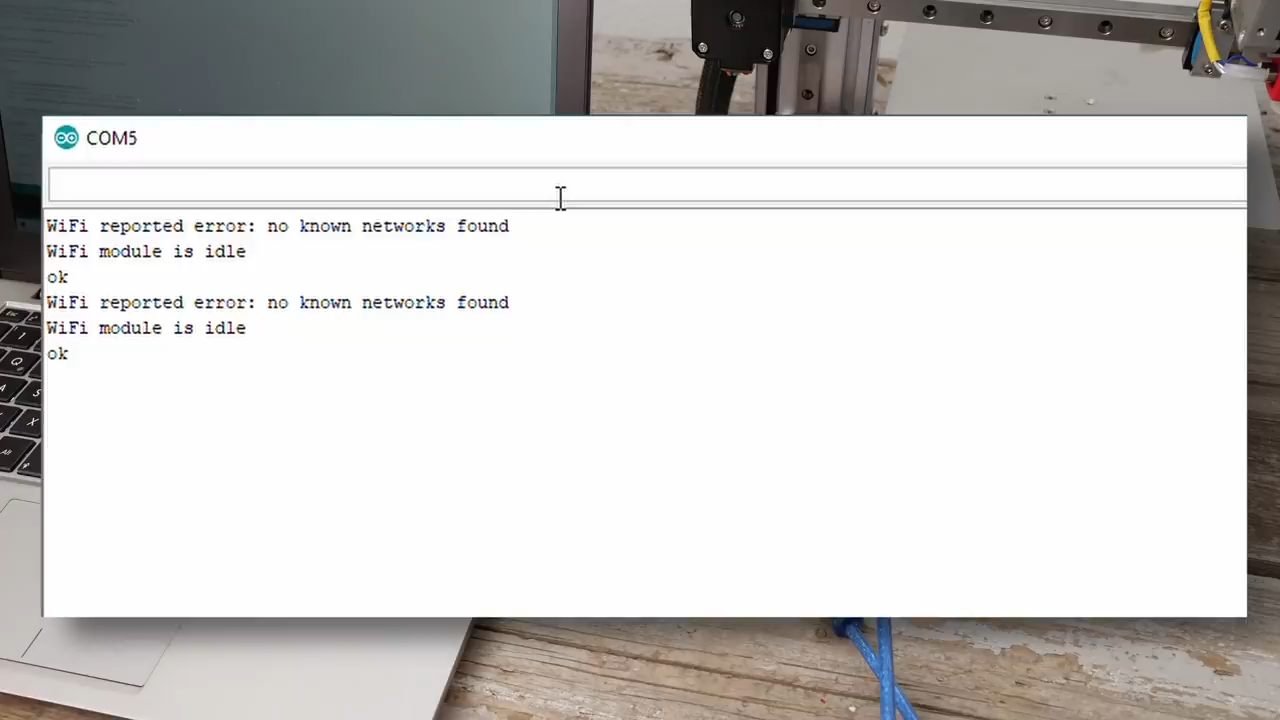 COM5
WiFi reported error: no known networks found
WiFi module is idle
ok
WiFi reported error: no known networks found
WiFi module is idle
ok